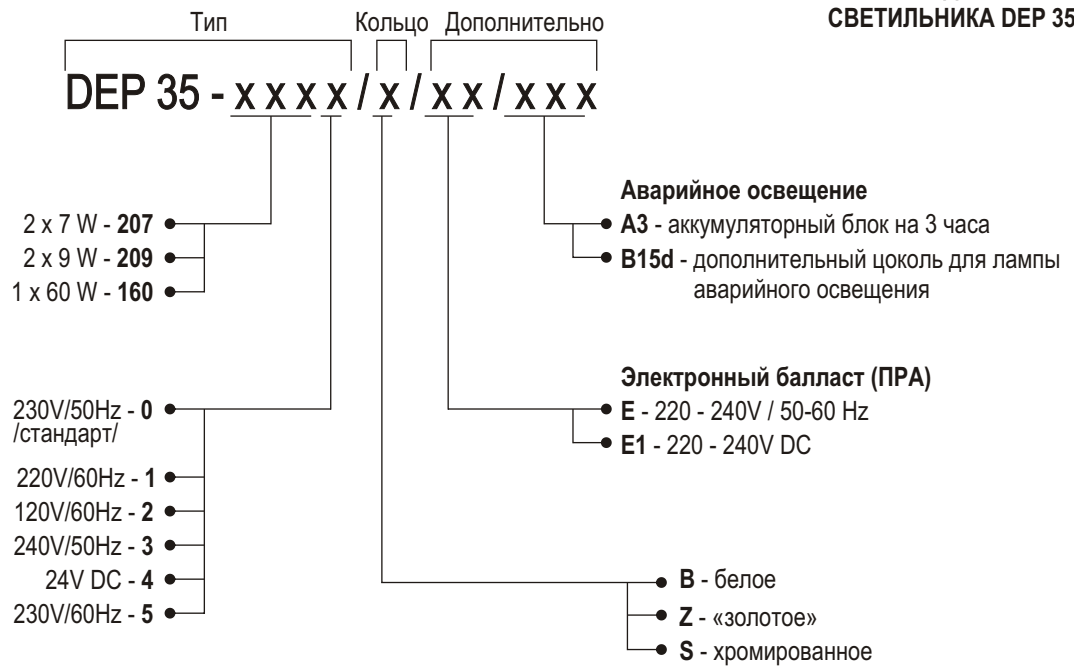 СВЕТИЛЬНИКА DEP 35
Тип Кольцо Дополнительно
DEP 35 - x x x x / x / x x / x x x
2 x 7 W - 207
2 x 9 W - 209
1 x 60 W - 160
230V/50Hz - 0
/стандарт/
220V/60Hz - 1
120V/60Hz - 2
240V/50Hz - 3
24V DC - 4
230V/60Hz - 5
Аварийное освещение
A3 - аккумуляторный блок на 3 часа
B15d - дополнительный цоколь для лампы
аварийного освещения
Электронный балласт (ПРА)
E - 220 - 240V / 50-60 Hz
E1 - 220 - 240V DC
B - белое
Z - «золотое»
S - хромированное